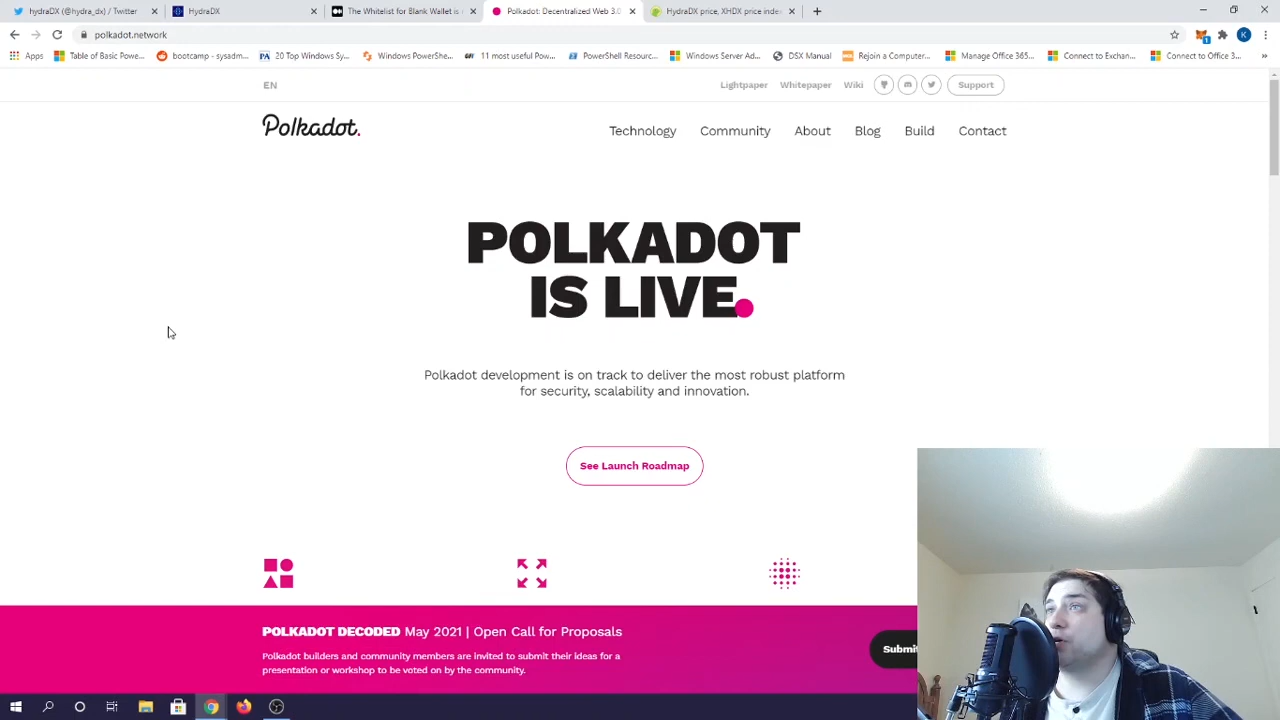 hydraDX (@hydra_dx) / Twitter
hydraDX
The Whitelist for Blank Wallet is
Polkadot: Decentralized Web 3.0
HydraDX price, XHDX price index
polkadot.network
K
Apps
Table of Basic Powe...
bootcamp - sysadm...
20 Top Windows Sy...
Windows PowerShe...
11 most useful Pow...
PowerShell Resourc...
Windows Server Ad...
DSX Manual
Rejoin a Computer...
Manage Office 365...
Connect to Exchan...
Connect to Office 3...
EN
Lightpaper
Whitepaper
Wiki
Support
Polkadot.
Technology
Community
About
Blog
Build
Contact
POLKADOT
IS LIVE.
Polkadot development is on track to deliver the most robust platform
for security, scalability and innovation.
See Launch Roadmap
POLKADOT DECODED May 2021 | Open Call for Proposals
Polkadot builders and community members are invited to submit their ideas for a
presentation or workshop to be voted on by the community.
Submi